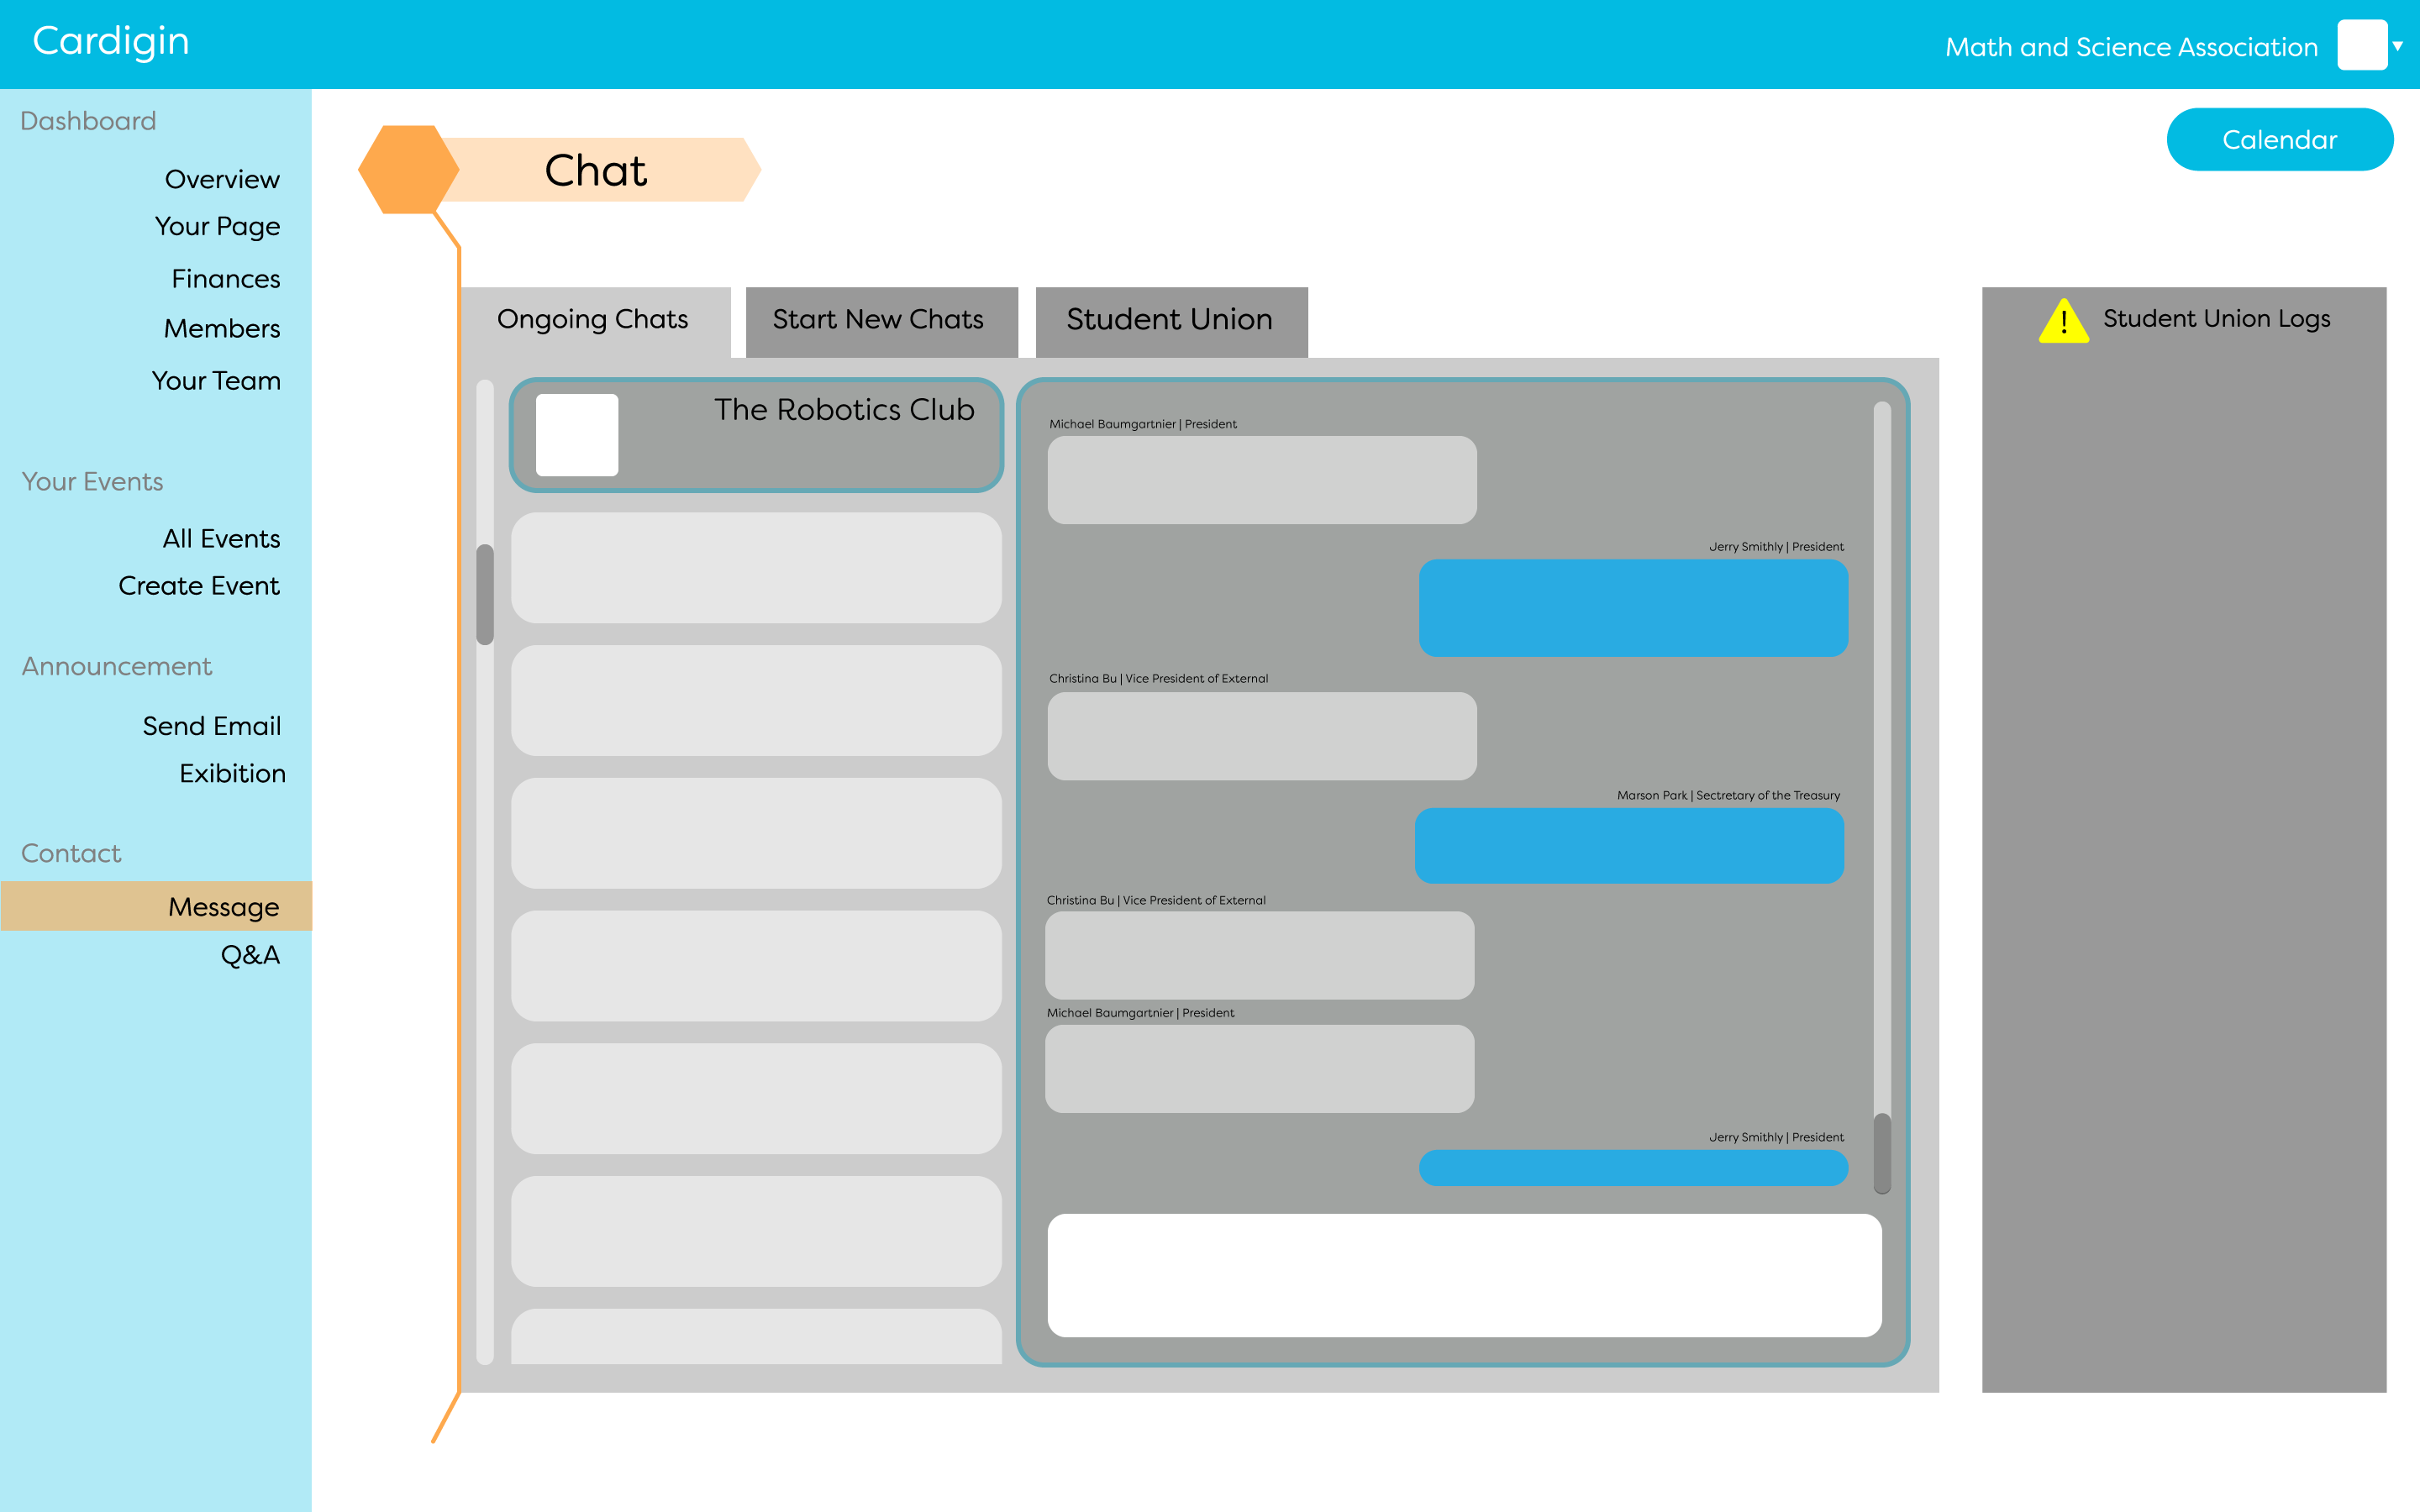 Cardigin
Math and Science Association
Dashboard
Overview
Your Page
Finances
Members
Your Team
Your Events
All Events
Create Event
Announcement
Send Email
Exibition
Contact
Message
Q&A
Chat
Calendar
Ongoing Chats
Start New Chats
Student Union
The Robotics Club
Michael Baumgartnier | President
Jerry Smithly | President
Christina Bu | Vice President of External
Marson Park | Sectretary of the Treasury
Christina Bu | Vice President of External
Michael Baumgartnier | President
Jerry Smithly | President
! Student Union Logs